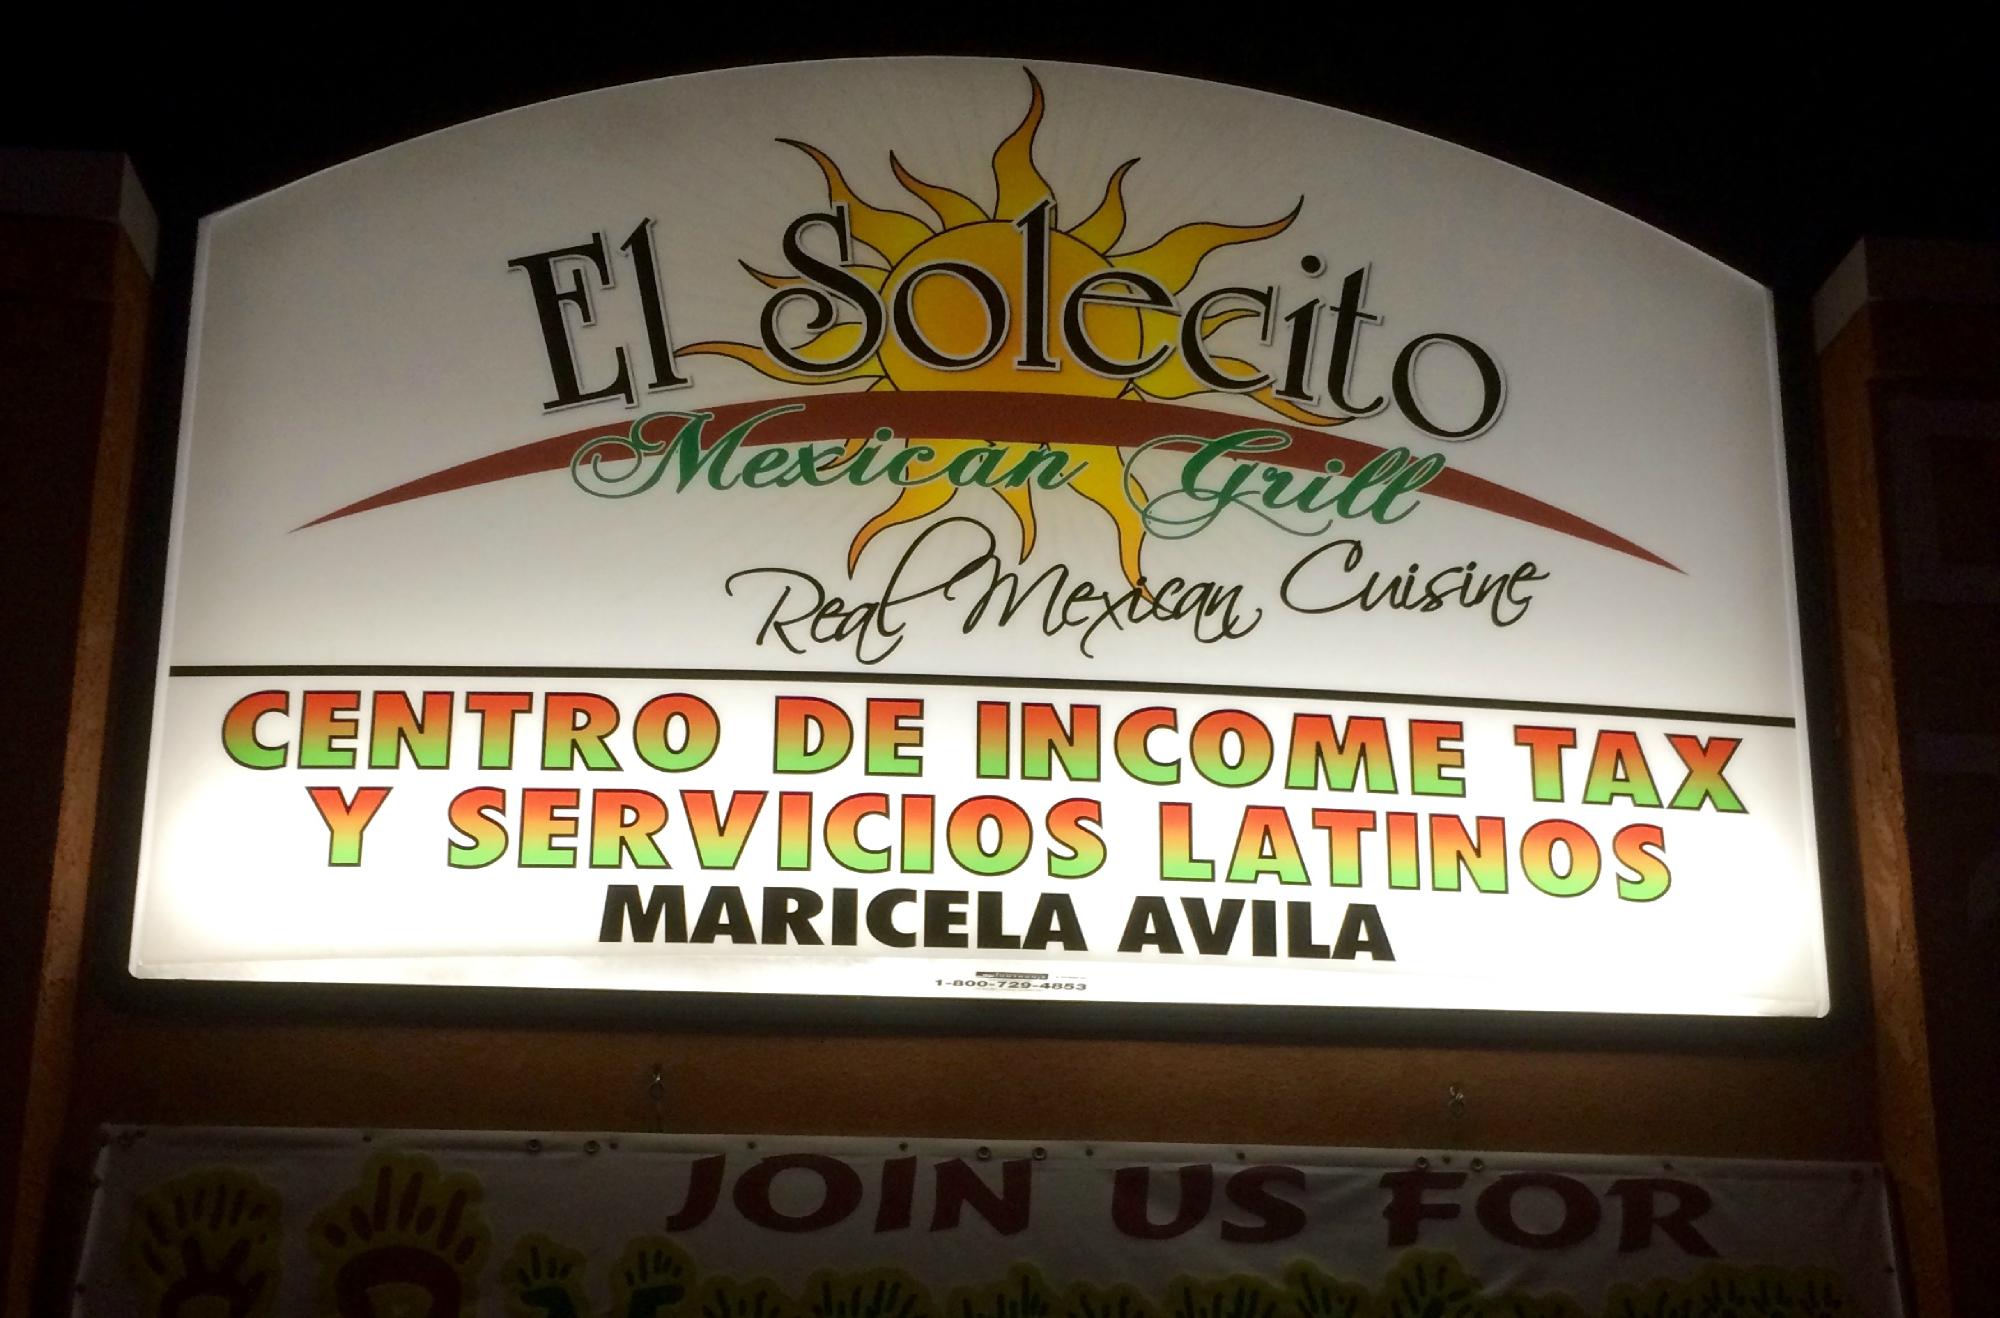 El Solecito
Mexican Grill
Real Mexican Cuisine
CENTRO DE INCOME TAX
Y SERVICIOS LATINOS
MARICELA AVILA
1-800-729-4853
JOIN US FOR